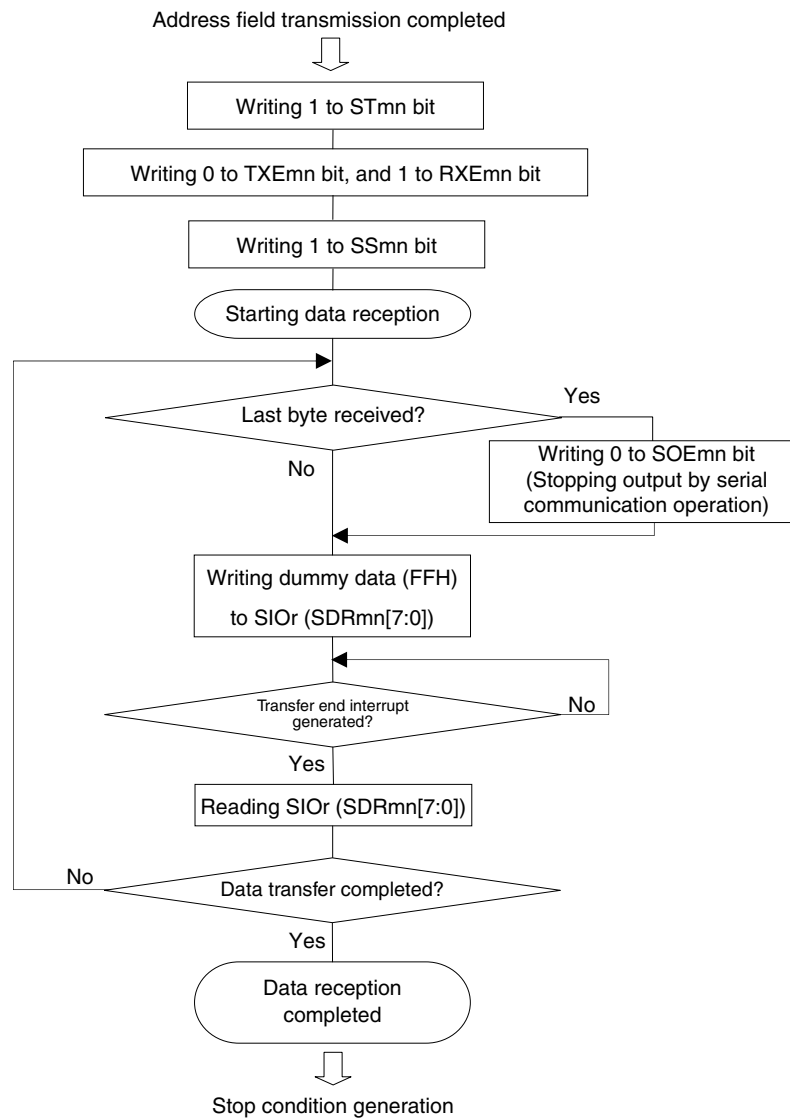 Address field transmission completed
Writing 1 to STmn bit
Writing 0 to TXEmn bit, and 1 to RXEmn bit
Writing 1 to SSmn bit
Starting data reception
Last byte received?
Yes
No
Writing 0 to SOEmn bit
(Stopping output by serial
communication operation)
Writing dummy data (FFH)
to SIOr (SDRmn[7:0])
Transfer end interrupt
generated?
No
Yes
Reading SIOr (SDRmn[7:0])
No
Data transfer completed?
Yes
Data reception
completed
Stop condition generation